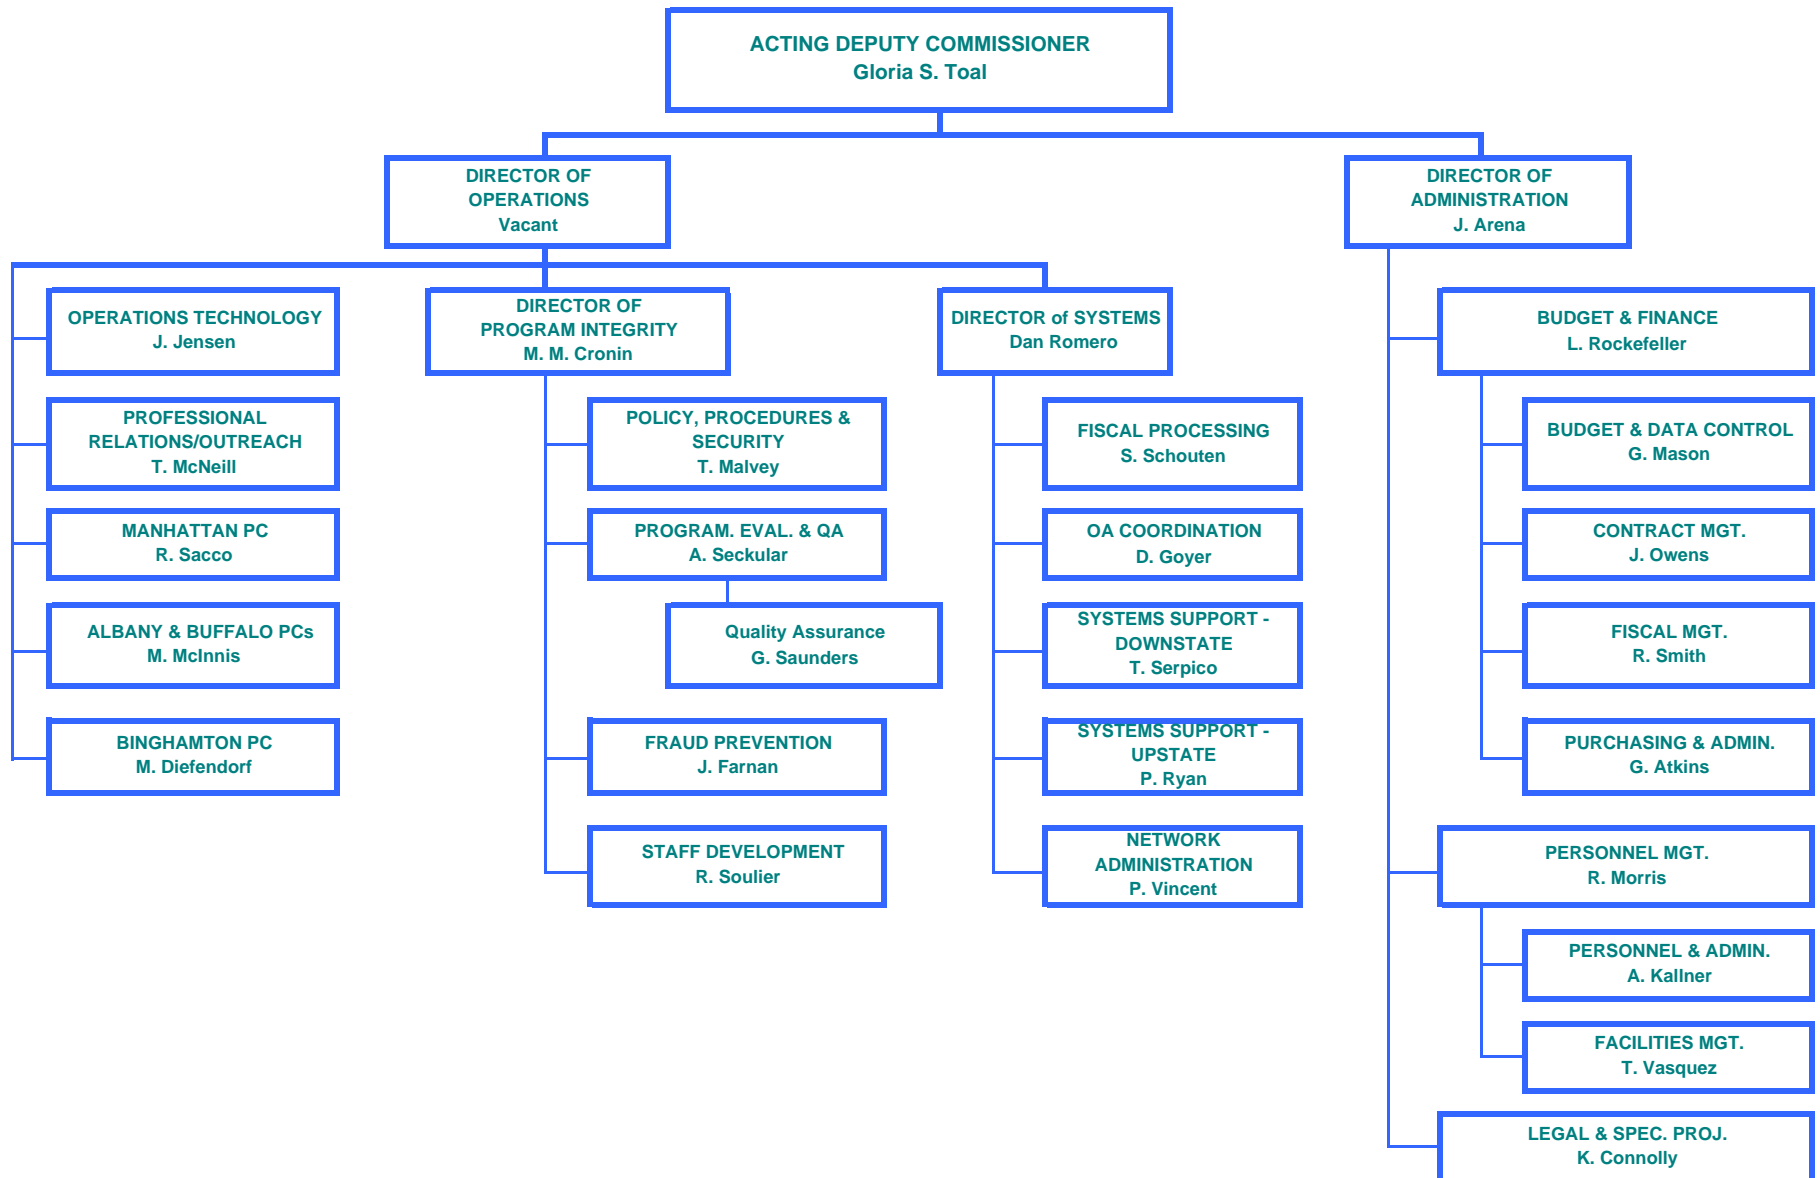 ACTING DEPUTY COMMISSIONER
Gloria S. Toal
DIRECTOR OF
OPERATIONS
Vacant
DIRECTOR OF
ADMINISTRATION
J. Arena
OPERATIONS TECHNOLOGY
J. Jensen
PROFESSIONAL
RELATIONS/OUTREACH
T. McNeill
MANHATTAN PC
R. Sacco
ALBANY & BUFFALO PCs
M. McInnis
BINGHAMTON PC
M. Diefendorf
DIRECTOR OF
PROGRAM INTEGRITY
M. M. Cronin
POLICY, PROCEDURES &
SECURITY
T. Malvey
PROGRAM. EVAL. & QA
A. Seckular
Quality Assurance
G. Saunders
FRAUD PREVENTION
J. Farnan
STAFF DEVELOPMENT
R. Soulier
DIRECTOR of SYSTEMS
Dan Romero
FISCAL PROCESSING
S. Schouten
OA COORDINATION
D. Goyer
SYSTEMS SUPPORT -
DOWNSTATE
T. Serpico
SYSTEMS SUPPORT -
UPSTATE
P. Ryan
NETWORK
ADMINISTRATION
P. Vincent
BUDGET & FINANCE
L. Rockefeller
BUDGET & DATA CONTROL
G. Mason
CONTRACT MGT.
J. Owens
FISCAL MGT.
R. Smith
PURCHASING & ADMIN.
G. Atkins
PERSONNEL MGT.
R. Morris
PERSONNEL & ADMIN.
A. Kallner
FACILITIES MGT.
T. Vasquez
LEGAL & SPEC. PROJ.
K. Connolly